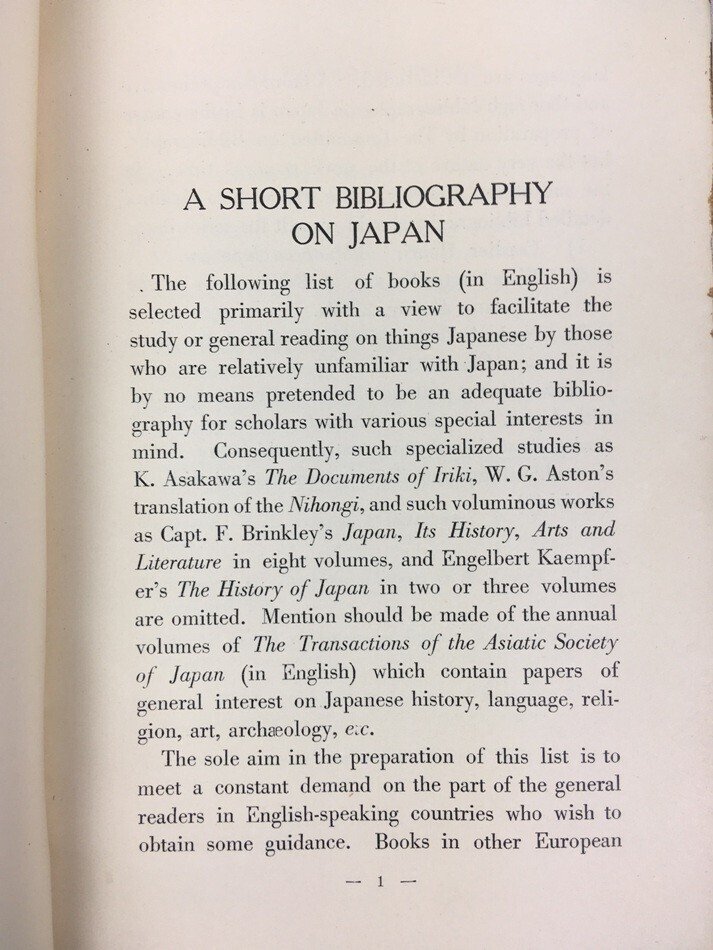 A SHORT BIBLIOGRAPHY
ON JAPAN
The following list of books (in English) is
selected primarily with a view to facilitate the
study or general reading on things Japanese by those
who are relatively unfamiliar with Japan; and it is
by no means pretended to be an adequate biblio-
graphy for scholars with various special interests in
mind. Consequently, such specialized studies as
K. Asakawa's The Documents of Iriki, W. G. Aston's
translation of the Nihongi, and such voluminous works
as Capt. F. Brinkley's Japan, Its History, Arts and
Literature in eight volumes, and Engelbert Kaempf-
er's The History of Japan in two or three volumes
are omitted. Mention should be made of the annual
volumes of The Transactions of the Asiatic Society
of Japan (in English) which contain papers of
general interest on Japanese history, language, reli-
gion, art, archæology, etc.
The sole aim in the preparation of this list is to
meet a constant demand on the part of the general
readers in English-speaking countries who wish to
obtain some guidance. Books in other European
— 1 —